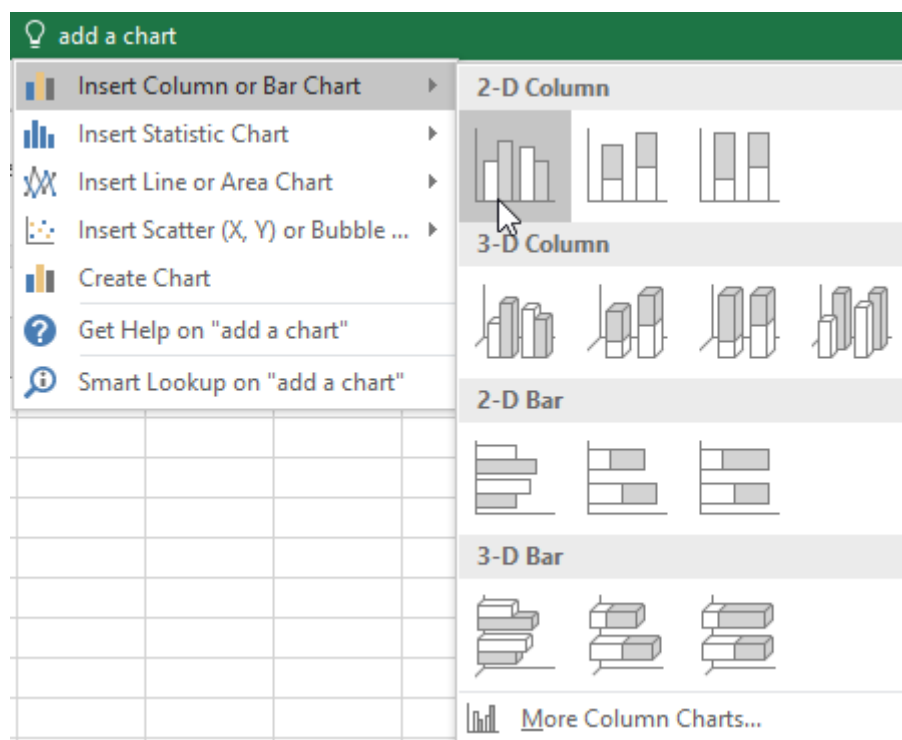 add a chart
Insert Column or Bar Chart
Insert Statistic Chart
Insert Line or Area Chart
Insert Scatter (X, Y) or Bubble ...
Create Chart
Get Help on "add a chart"
Smart Lookup on "add a chart"
2-D Column
3-D Column
2-D Bar
3-D Bar
More Column Charts...